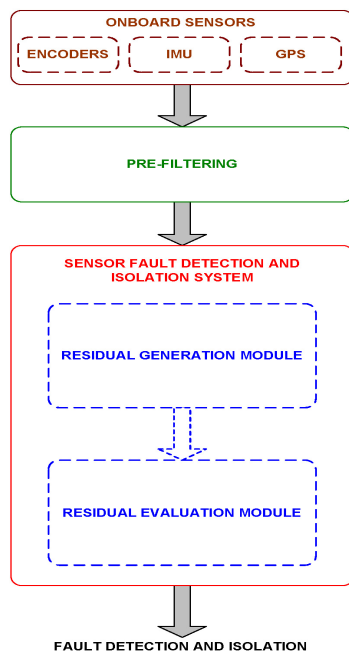 ONBOARD SENSORS
ENCODERS IMU GPS
PRE-FILTERING
SENSOR FAULT DETECTION AND
ISOLATION SYSTEM
RESIDUAL GENERATION MODULE
RESIDUAL EVALUATION MODULE
FAULT DETECTION AND ISOLATION